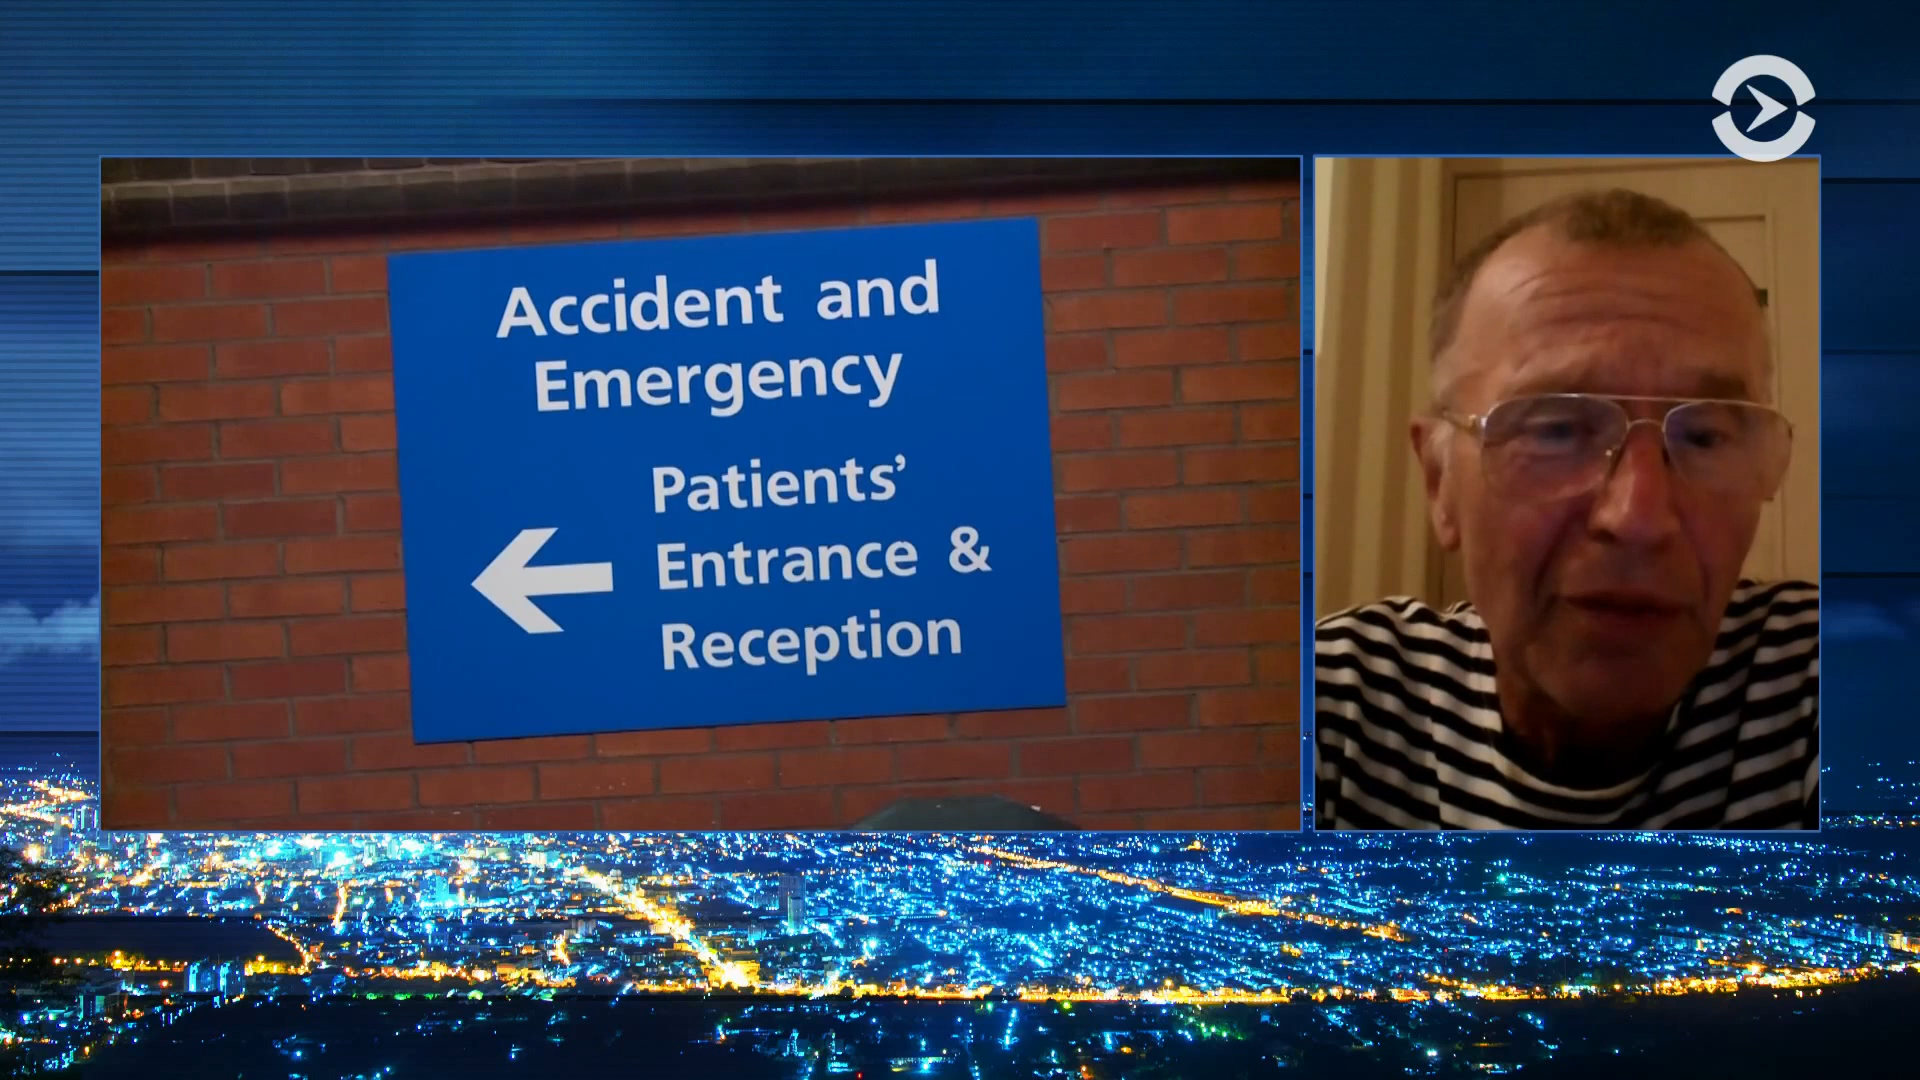 Accident and
Emergency
Patients'
Entrance &
Reception